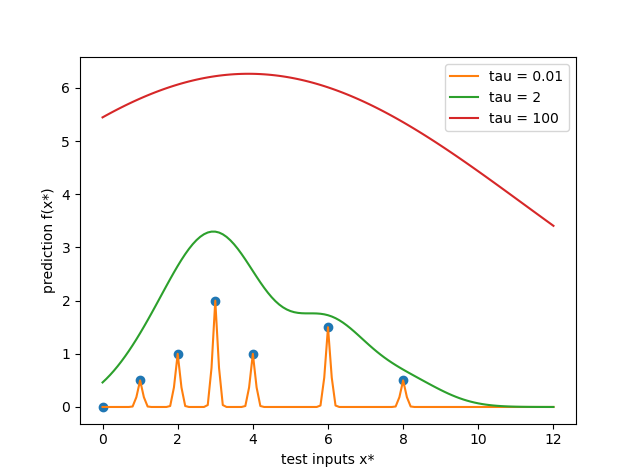 tau = 0.01
tau = 2
tau = 100
6
5
4
3
2
1
0
prediction f(x*)
0 2 4 6 8 10 12
test inputs x*